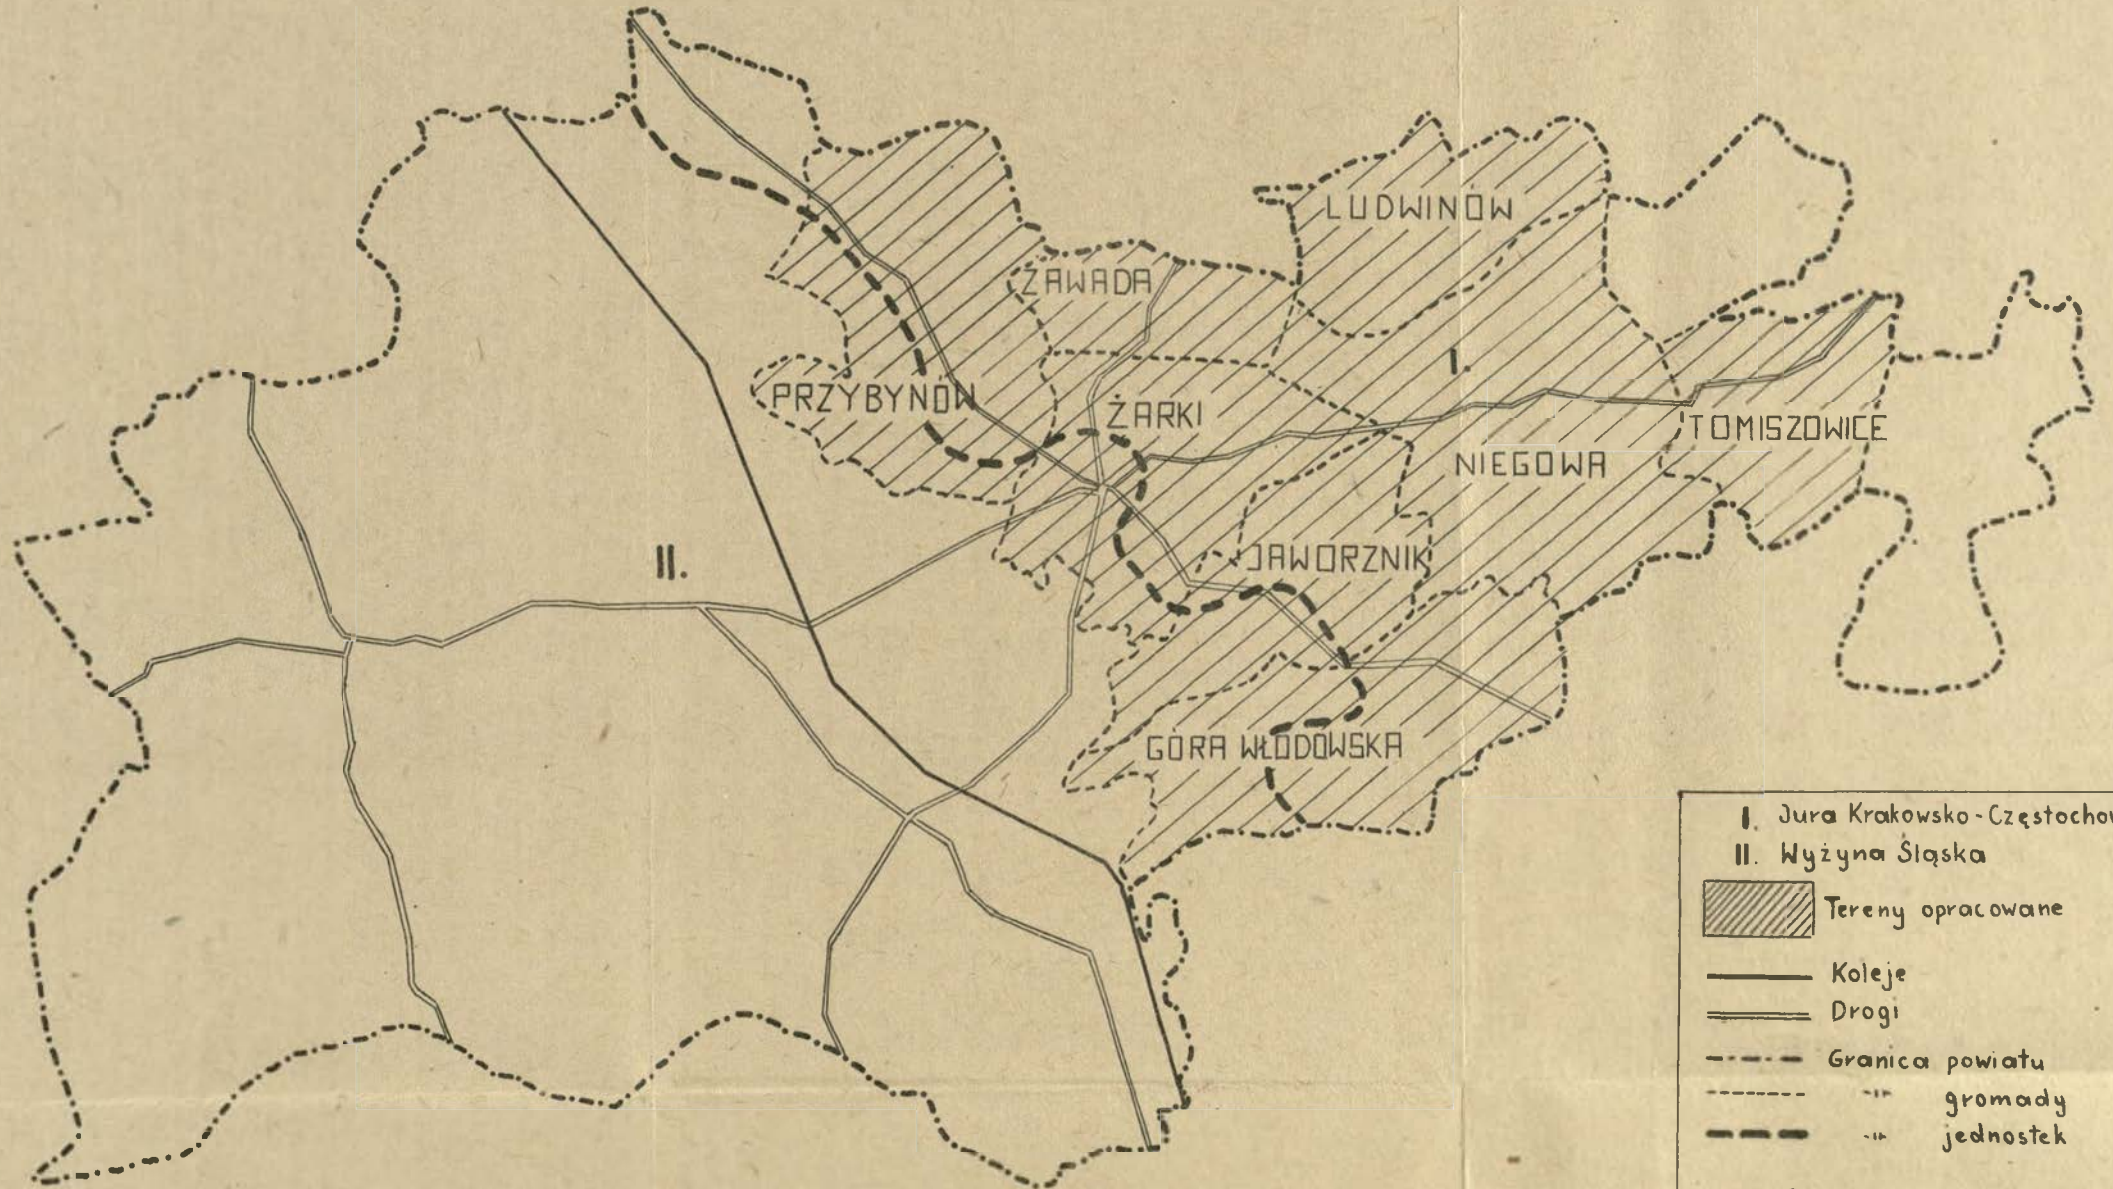 LUDWINÓW
ZAWADA
I.
PRZYBYNÓW
ŻARKI
TOMISZOWICE
NIEGOWA
II.
JAWORZNIK
GÓRA WŁODOWSKA
I. Jura Krakowsko-Częstochow
II. Wyżyna Śląska
Tereny opracowane
Koleje
Drogi
Granica powiatu
-"- gromady
-"- jednostek